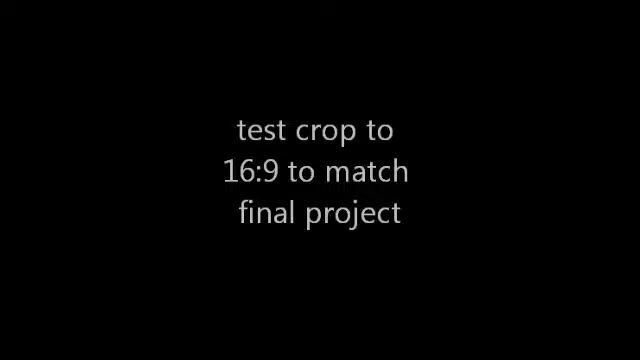 test crop to
16:9 to match
final project